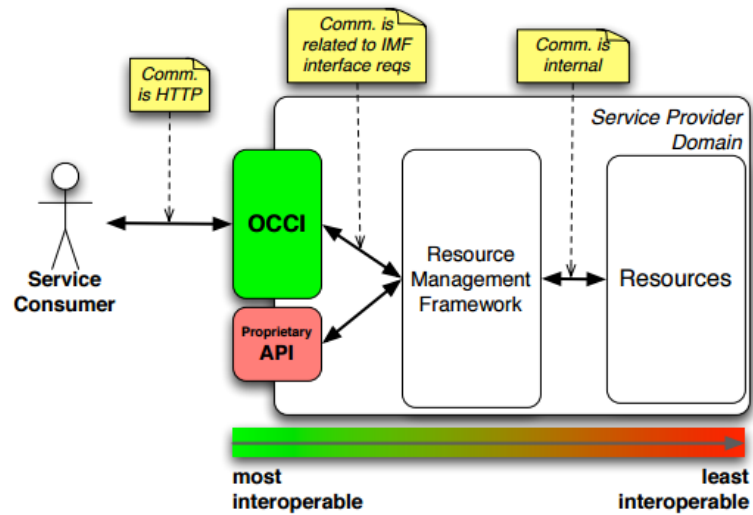 Comm.
is HTTP
Comm. is
related to IMF
interface reqs
Comm. is
internal
Service Provider
Domain
OCCI
Service
Consumer
Resource
Management
Framework
Resources
Proprietary
API
most
interoperable
least
interoperable